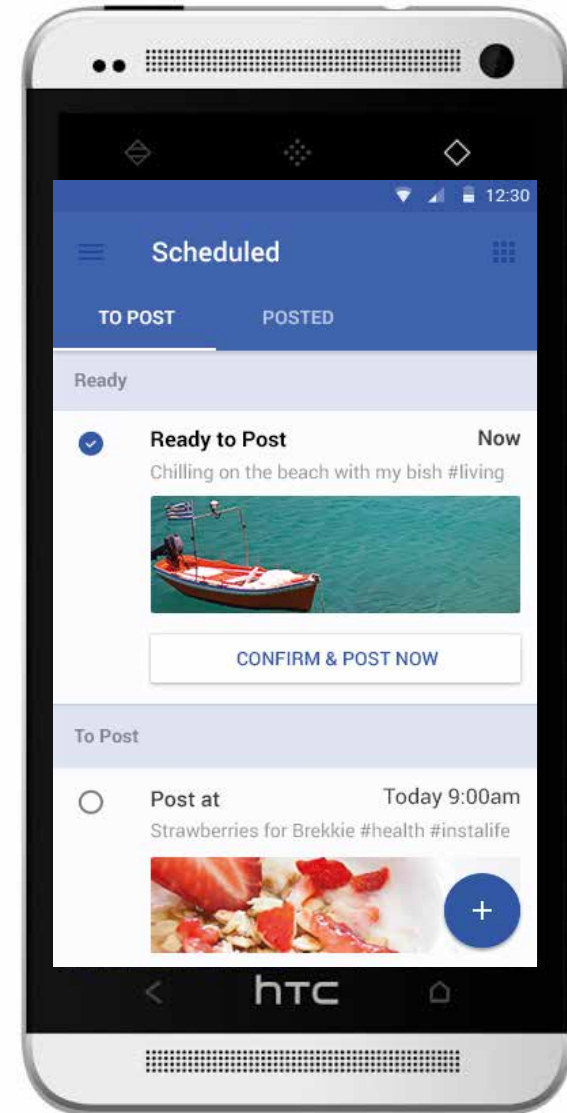 12:30
Scheduled
TO POST POSTED
Ready
Ready to Post Now
Chilling on the beach with my bish #living
CONFIRM & POST NOW
To Post
Post at Today 9:00am
Strawberries for Brekkie #health #instalife
+
hTC